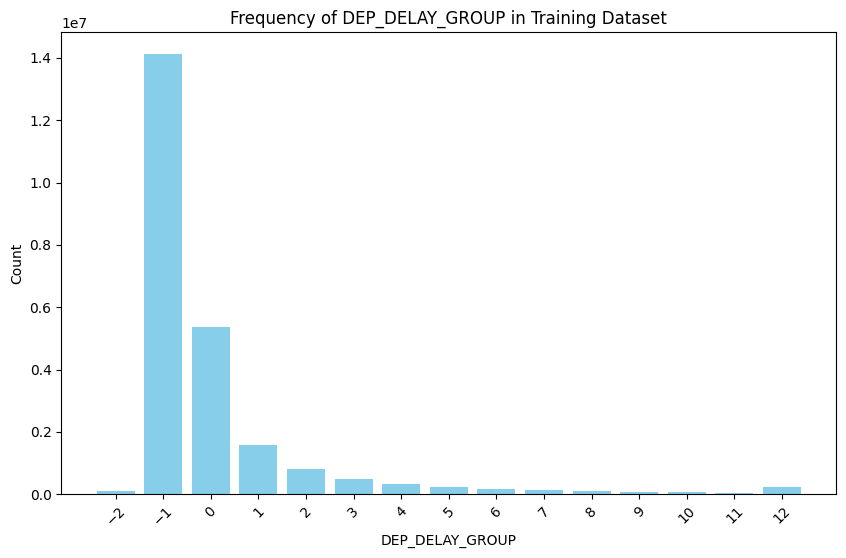 Frequency of DEP_DELAY_GROUP in Training Dataset
1e7
1.4
1.2
1.0
0.8
0.6
0.4
0.2
0.0
Count
−2 −1 0 1 2 3 4 5 6 7 8 9 10 11 12
DEP_DELAY_GROUP